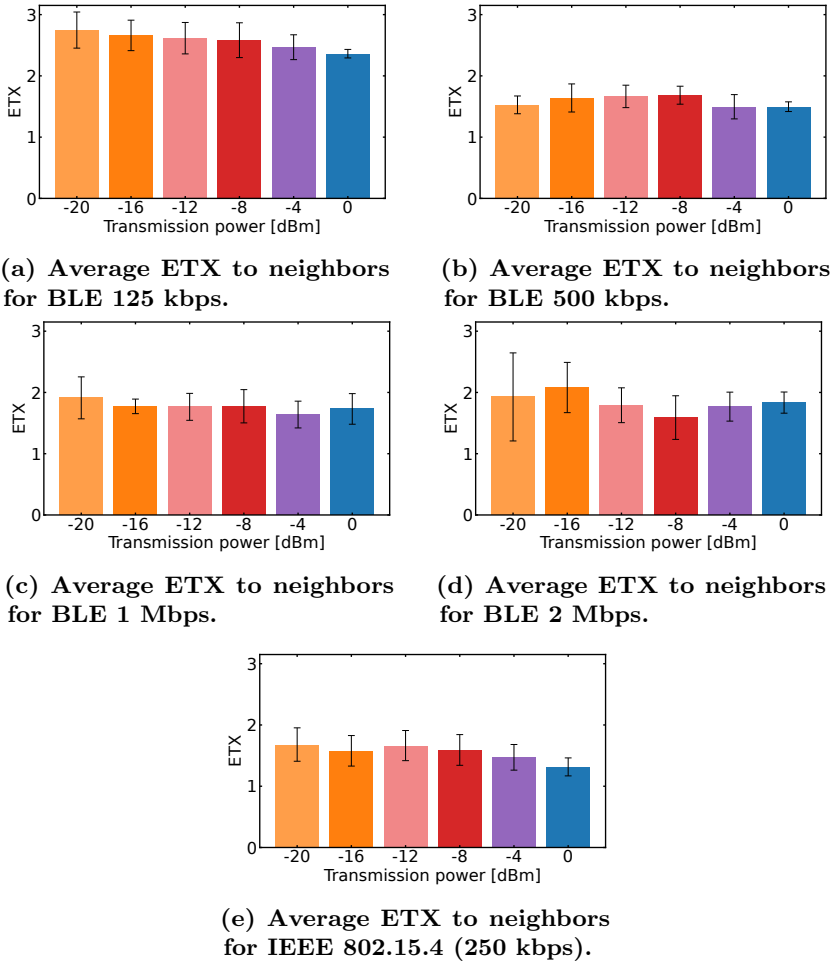 3
2
1
0
ETX
-20 -16 -12 -8 -4 0
Transmission power [dBm]
(a) Average ETX to neighbors
for BLE 125 kbps.
3
2
1
0
ETX
-20 -16 -12 -8 -4 0
Transmission power [dBm]
(b) Average ETX to neighbors
for BLE 500 kbps.
3
2
1
0
ETX
-20 -16 -12 -8 -4 0
Transmission power [dBm]
(c) Average ETX to neighbors
for BLE 1 Mbps.
3
2
1
0
ETX
-20 -16 -12 -8 -4 0
Transmission power [dBm]
(d) Average ETX to neighbors
for BLE 2 Mbps.
3
2
1
0
ETX
-20 -16 -12 -8 -4 0
Transmission power [dBm]
(e) Average ETX to neighbors
for IEEE 802.15.4 (250 kbps).